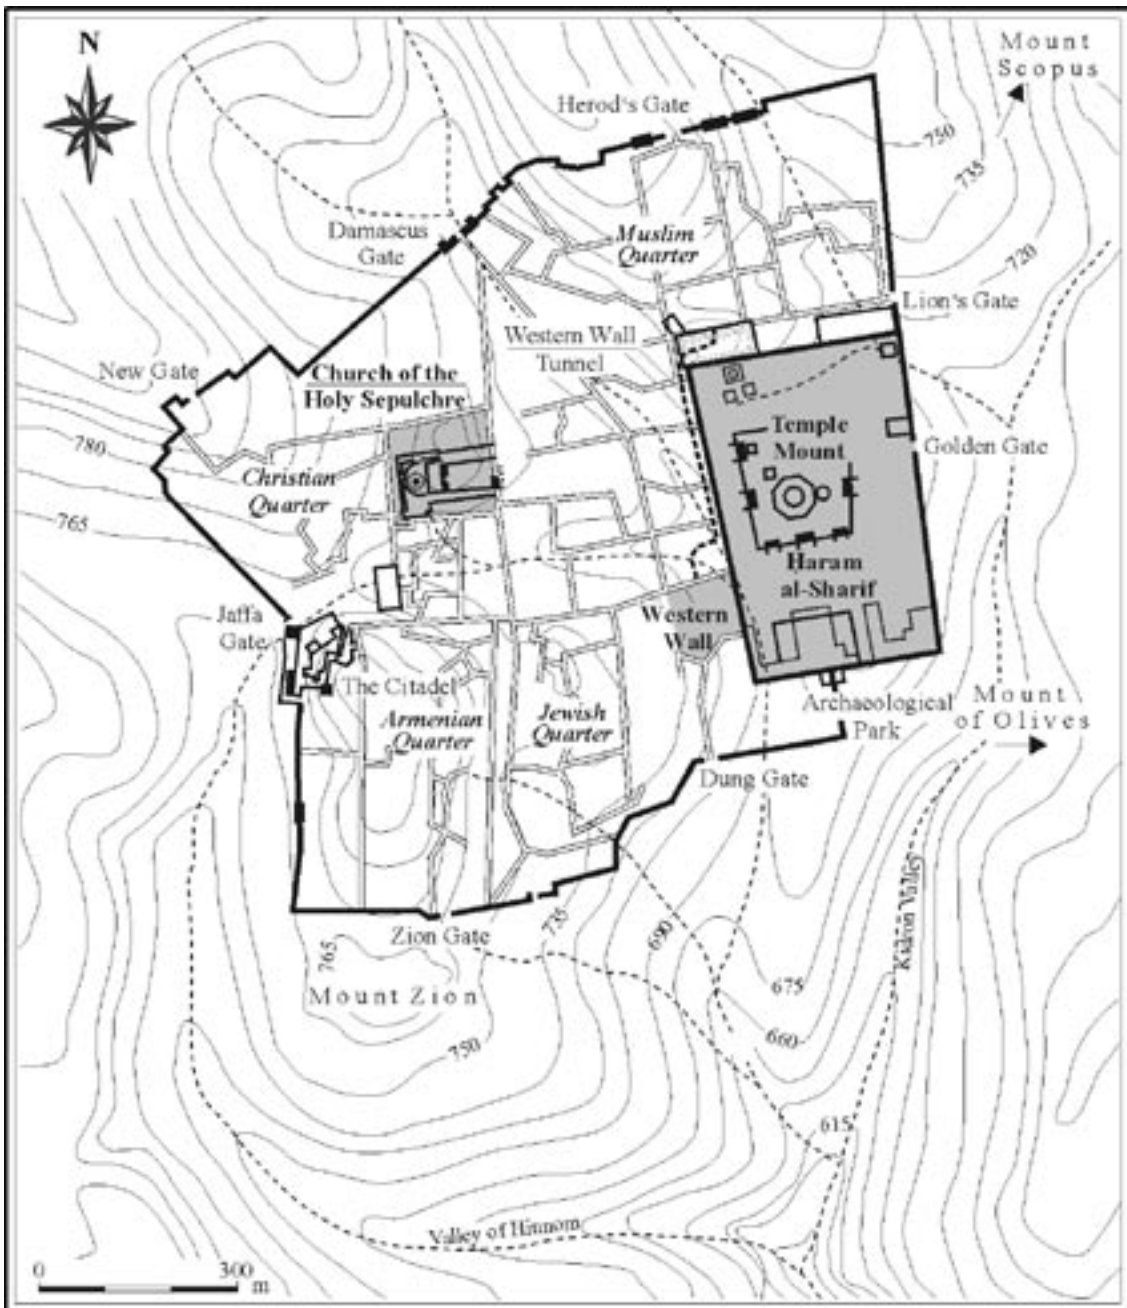 N
Mount
Scopus
Herod's Gate
750
735
Damascus
Gate
Muslim
Quarter
720
Lion's Gate
Western Wall
Tunnel
New Gate
Church of the
Holy Sepulchre
Temple
Mount
Golden Gate
780
Christian
Quarter
765
Haram
al-Sharif
Jaffa
Gate
Western
Wall
The Citadel
Armenian
Quarter
Jewish
Quarter
Archaeological
Park
Mount
of Olives
Dung Gate
Kidron Valley
Zion Gate
735
690
765
Mount Zion
675
660
750
615
Valley of Hinnom
0 300
m